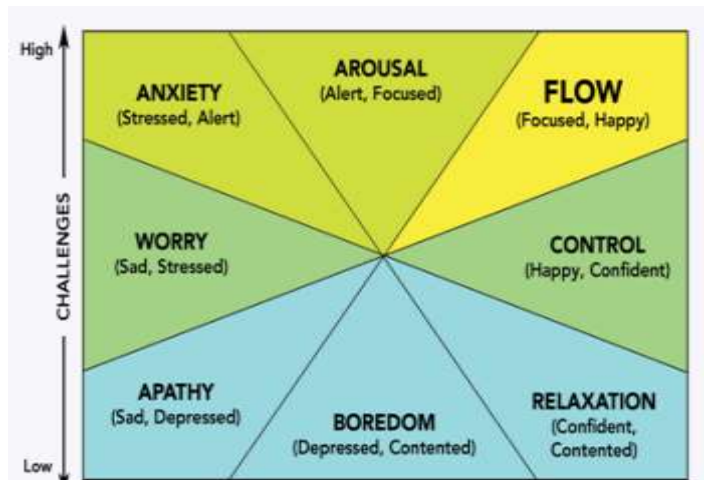 High
ANXIETY
(Stressed, Alert)
AROUSAL
(Alert, Focused)
FLOW
(Focused, Happy)
CHALLENGES
WORRY
(Sad, Stressed)
CONTROL
(Happy, Confident)
APATHY
(Sad, Depressed)
BOREDOM
(Depressed, Contented)
RELAXATION
(Confident,
Contented)
Low